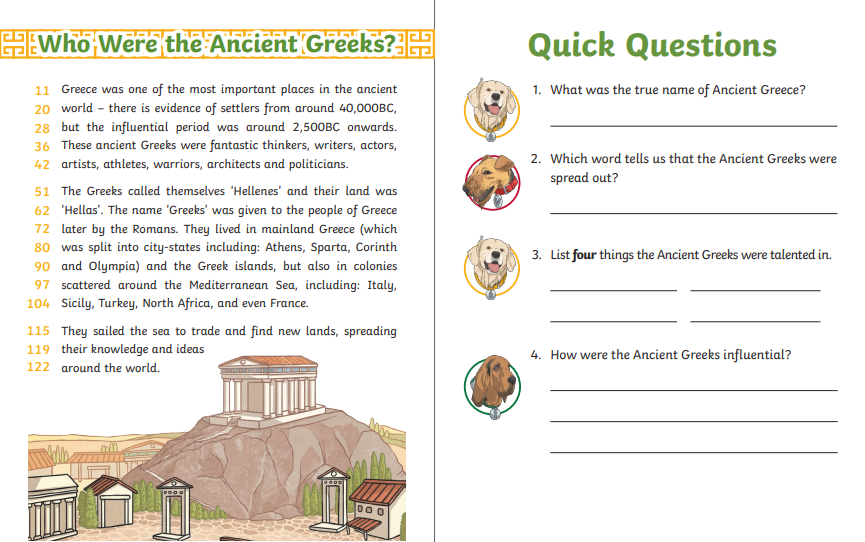 Who Were the Ancient Greeks?
11 Greece was one of the most important places in the ancient
20 world – there is evidence of settlers from around 40,000BC,
28 but the influential period was around 2,500BC onwards.
36 These ancient Greeks were fantastic thinkers, writers, actors,
42 artists, athletes, warriors, architects and politicians.
51 The Greeks called themselves ‘Hellenes’ and their land was
62 ‘Hellas’. The name ‘Greeks’ was given to the people of Greece
72 later by the Romans. They lived in mainland Greece (which
80 was split into city-states including: Athens, Sparta, Corinth
90 and Olympia) and the Greek islands, but also in colonies
97 scattered around the Mediterranean Sea, including: Italy,
104 Sicily, Turkey, North Africa, and even France.
115 They sailed the sea to trade and find new lands, spreading
119 their knowledge and ideas
122 around the world.
Quick Questions
1. What was the true name of Ancient Greece?
2. Which word tells us that the Ancient Greeks were
spread out?
3. List four things the Ancient Greeks were talented in.
4. How were the Ancient Greeks influential?